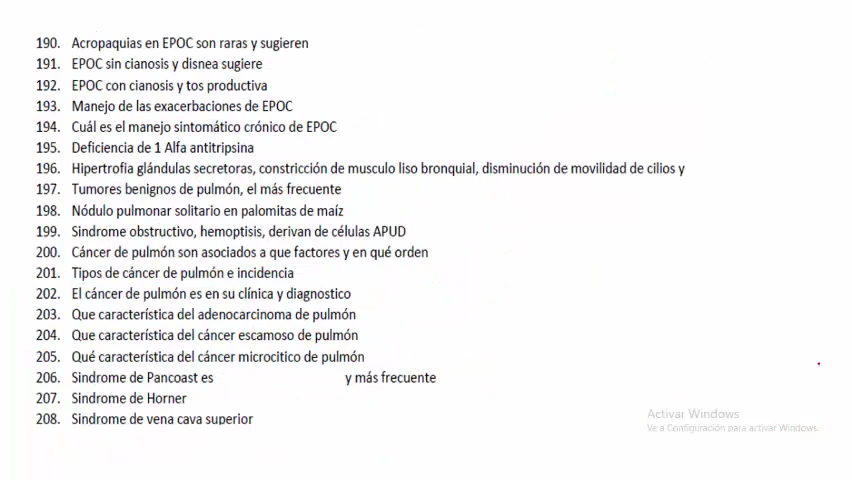 190. Acropaquias en EPOC son raras y sugieren
191. EPOC sin cianosis y disnea sugiere
192. EPOC con cianosis y tos productiva
193. Manejo de las exacerbaciones de EPOC
194. Cuál es el manejo sintomático crónico de EPOC
195. Deficiencia de 1 Alfa antitripsina
196. Hipertrofia glándulas secretoras, constricción de musculo liso bronquial, disminución de movilidad de cilios y
197. Tumores benignos de pulmón, el más frecuente
198. Nódulo pulmonar solitario en palomitas de maíz
199. Sindrome obstructivo, hemoptisis, derivan de células APUD
200. Cáncer de pulmón son asociados a que factores y en qué orden
201. Tipos de cáncer de pulmón e incidencia
202. El cáncer de pulmón es en su clínica y diagnostico
203. Que característica del adenocarcinoma de pulmón
204. Que característica del cáncer escamoso de pulmón
205. Qué característica del cáncer microcitico de pulmón
206. Sindrome de Pancoast es y más frecuente
207. Sindrome de Horner
208. Sindrome de vena cava superior
Activar Windows
Ve a Configuración para activar Windows.